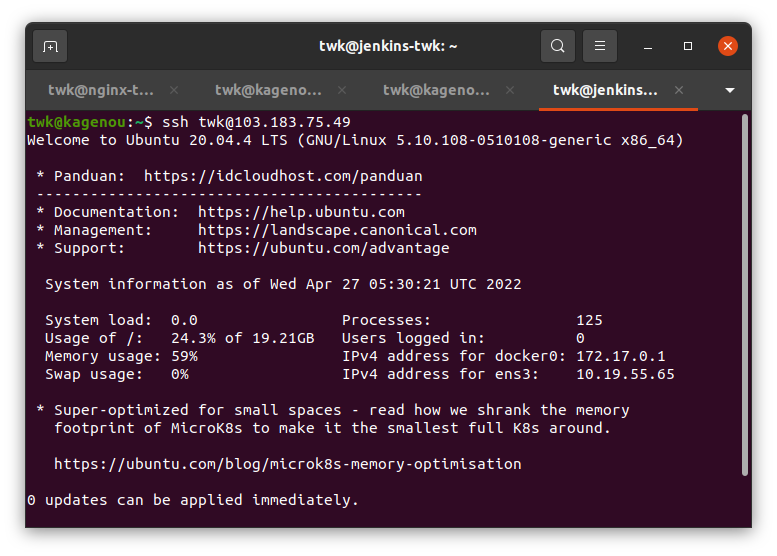 twk@jenkins-twk: ~
twk@nginx-t... twk@kageno... twk@kageno... twk@jenkins...
twk@kagenou:~$ ssh twk@103.183.75.49
Welcome to Ubuntu 20.04.4 LTS (GNU/Linux 5.10.108-0510108-generic x86_64)
* Panduan:  https://idcloudhost.com/panduan
-------------------------------------------
* Documentation:  https://help.ubuntu.com
* Management:     https://landscape.canonical.com
* Support:        https://ubuntu.com/advantage
System information as of Wed Apr 27 05:30:21 UTC 2022
System load:  0.0                Processes:                125
Usage of /:   24.3% of 19.21GB   Users logged in:          0
Memory usage: 59%                IPv4 address for docker0: 172.17.0.1
Swap usage:   0%                 IPv4 address for ens3:    10.19.55.65
* Super-optimized for small spaces - read how we shrank the memory
footprint of MicroK8s to make it the smallest full K8s around.
https://ubuntu.com/blog/microk8s-memory-optimisation
0 updates can be applied immediately.